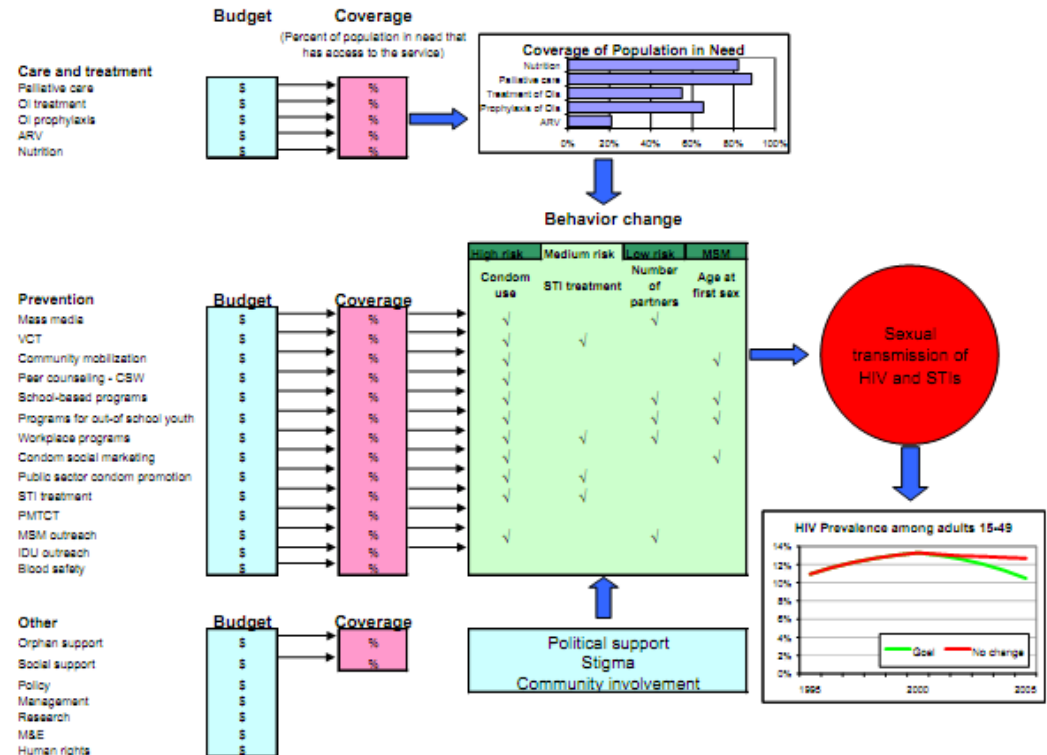 Budget Coverage
(Percent of population in need that
has access to the service)
Care and treatment
Palliative care $ %
OI treatment $ %
OI prophylaxis $ %
ARV $ %
Nutrition $ %
Coverage of Population in Need
Nutrition
Palliative care
Treatment of OIs
Prophylaxis of OIs
ARV
0% 20% 40% 60% 80% 100%
Behavior change
High risk Medium risk Low risk MSM
Condom
use
STI treatment
Number
of
partners
Age at
first sex
Prevention Budget Coverage
Mass media $ % √ √
VCT $ % √ √
Community mobilization $ % √ √
Peer counseling - CSW $ % √
School-based programs $ % √ √ √
Programs for out-of school youth $ % √ √ √
Workplace programs $ % √ √ √
Condom social marketing $ % √ √
Public sector condom promotion $ % √ √
STI treatment $ % √ √
PMTCT $ %
MSM outreach $ % √ √
IDU outreach $ %
Blood safety $ %
Sexual
transmission of
HIV and STIs
HIV Prevalence among adults 15-49
14%
12%
10%
8%
6%
4%
2%
0%
Goal No change
1995 2000 2005
Other Budget Coverage
Orphan support $ %
Social support $ %
Policy $
Management $
Research $
M&E $
Human rights $
Political support
Stigma
Community involvement